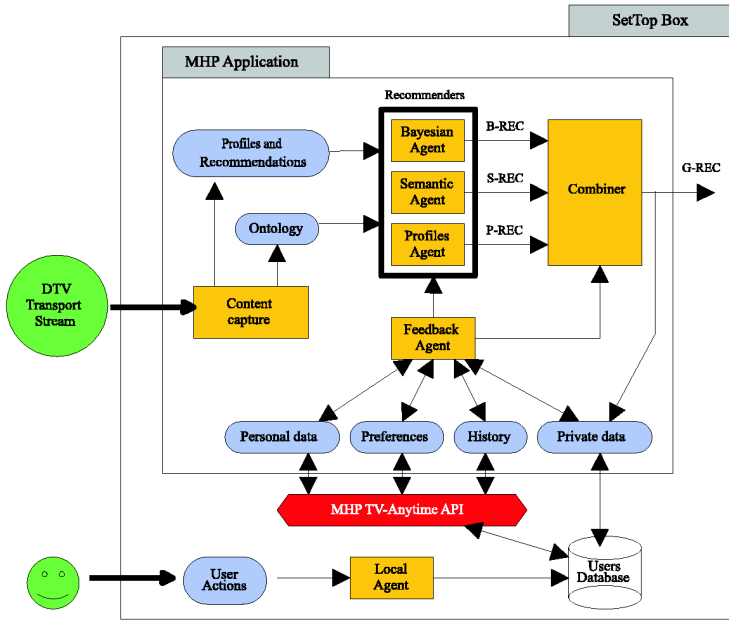 SetTop Box
MHP Application
Recommenders
Profiles and
Recommendations
Bayesian
Agent
B-REC
Semantic
Agent
S-REC
Profiles
Agent
P-REC
Combiner
G-REC
Ontology
DTV
Transport
Stream
Content
capture
Feedback
Agent
Personal data
Preferences
History
Private data
MHP TV-Anytime API
User
Actions
Local
Agent
Users
Database